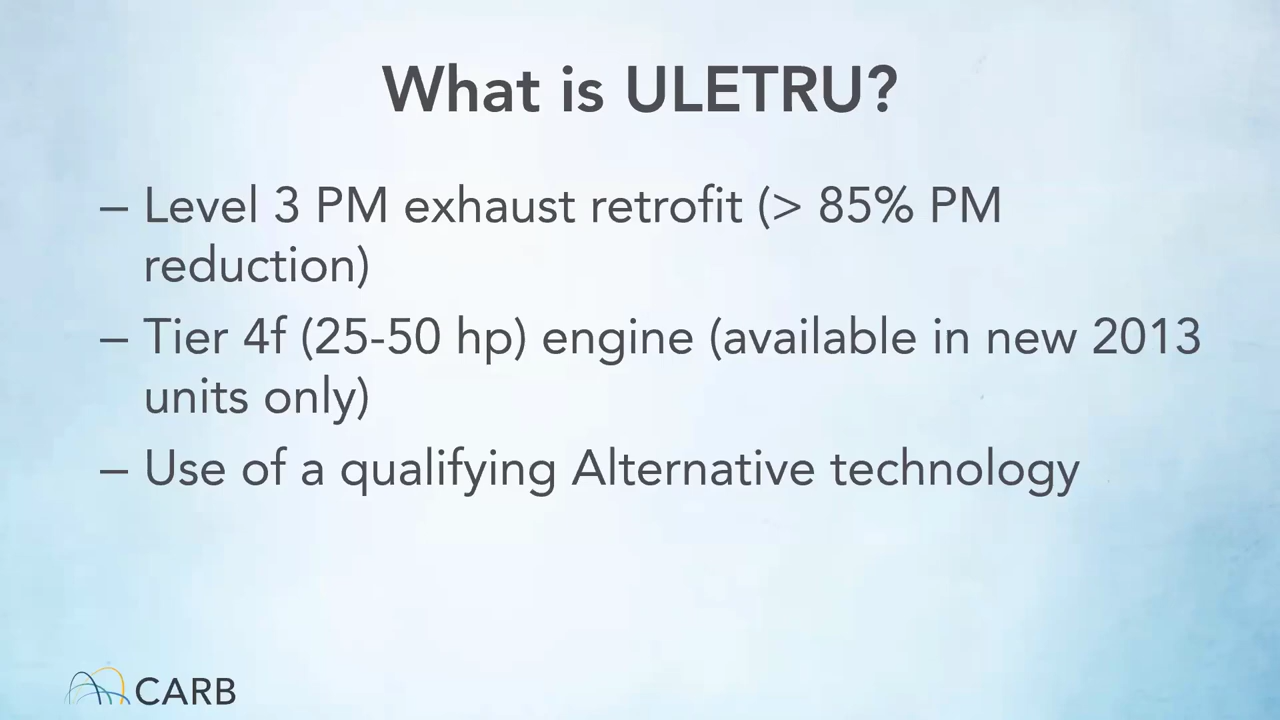 What is ULETRU?
– Level 3 PM exhaust retrofit (> 85% PM
reduction)
– Tier 4f (25-50 hp) engine (available in new 2013
units only)
– Use of a qualifying Alternative technology
CARB